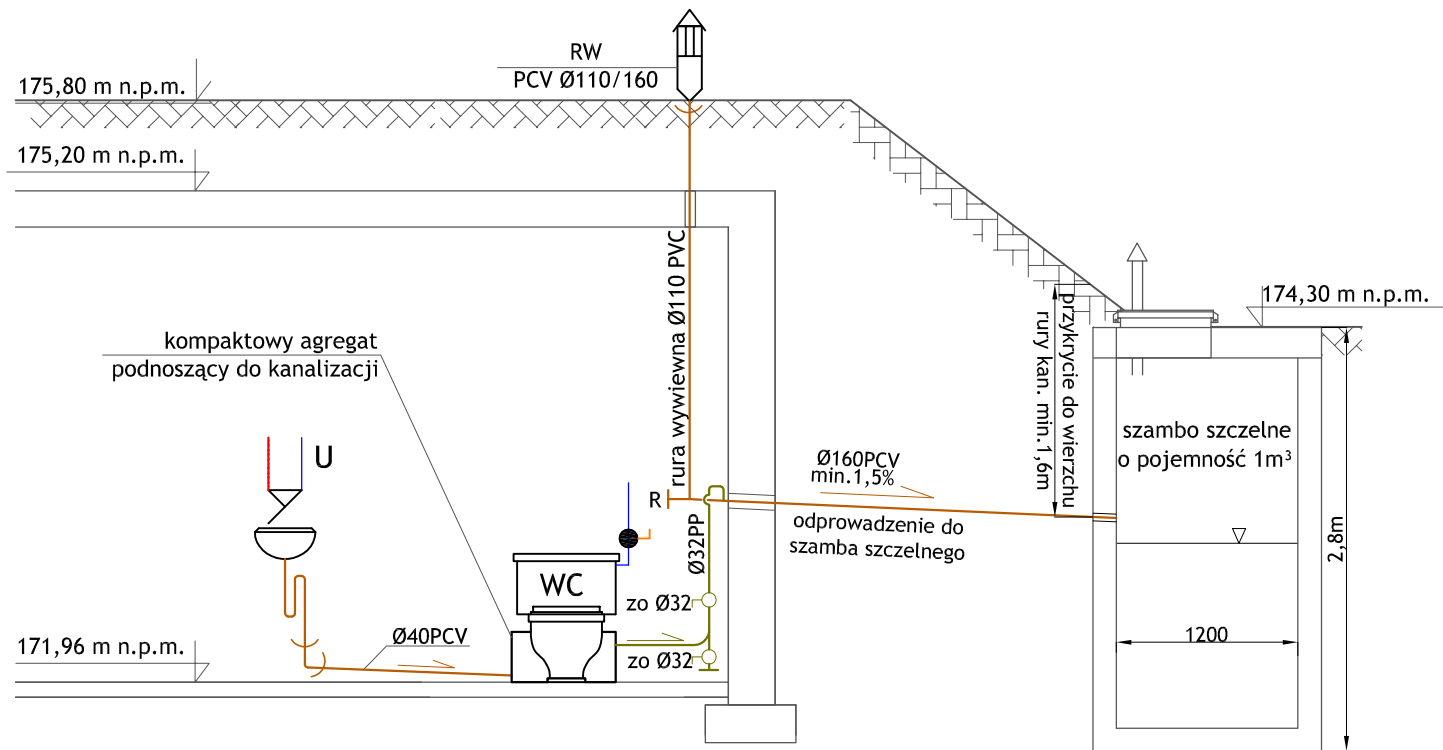 RW
PCV Ø110/160
175,80 m n.p.m.
175,20 m n.p.m.
174,30 m n.p.m.
rura wywiewna Ø110 PVC
przykrycie do wierzchu
rury kan. min.1,6m
kompaktowy agregat
podnoszący do kanalizacji
szambo szczelne
o pojemność 1m³
U
Ø160PCV
min.1,5%
R
odprowadzenie do
szamba szczelnego
Ø32PP
2,8m
WC
zo Ø32
Ø40PCV
1200
171,96 m n.p.m.
zo Ø32